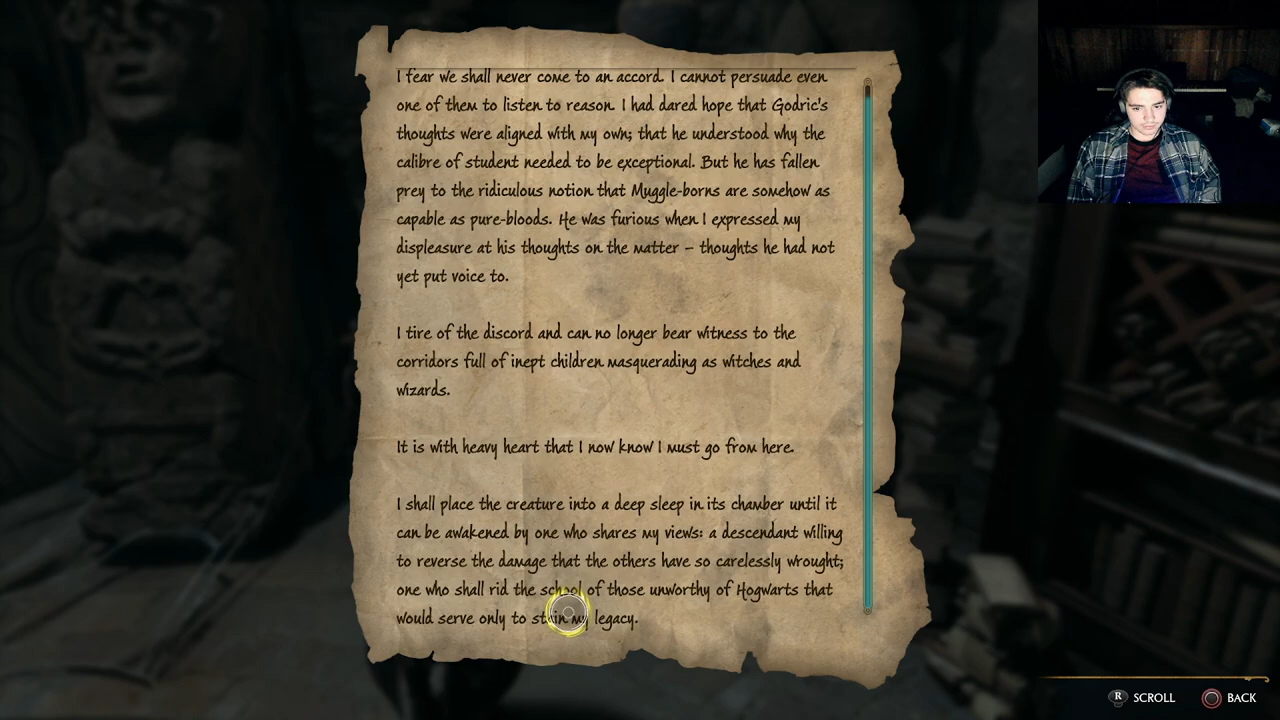 I fear we shall never come to an accord. I cannot persuade even
one of them to listen to reason. I had dared hope that Godric's
thoughts were aligned with my own; that he understood why the
calibre of student needed to be exceptional. But he has fallen
prey to the ridiculous notion that Muggle-borns are somehow as
capable as pure-bloods. He was furious when I expressed my
displeasure at his thoughts on the matter – thoughts he had not
yet put voice to.
I tire of the discord and can no longer bear witness to the
corridors full of inept children masquerading as witches and
wizards.
It is with heavy heart that I now know I must go from here.
I shall place the creature into a deep sleep in its chamber until it
can be awakened by one who shares my views: a descendant willing
to reverse the damage that the others have so carelessly wrought;
one who shall rid the school of those unworthy of Hogwarts that
would serve only to stain my legacy.
R SCROLL
BACK